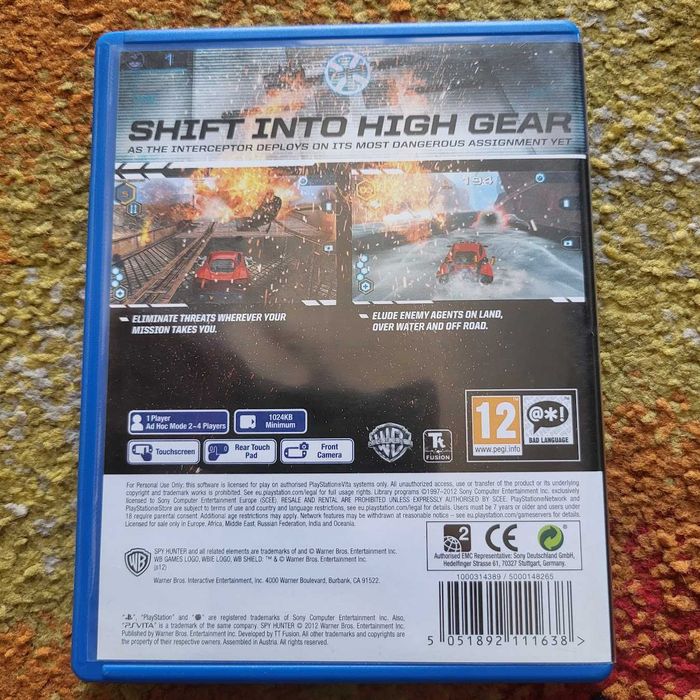 1
SHIFT INTO HIGH GEAR
AS THE INTERCEPTOR DEPLOYS ON ITS MOST DANGEROUS ASSIGNMENT YET
194
ELIMINATE THREATS WHEREVER YOUR
MISSION TAKES YOU.
ELUDE ENEMY AGENTS ON LAND,
OVER WATER AND OFF ROAD.
1 Player
Ad Hoc Mode 2-4 Players
1024KB
Minimum
Touchscreen
Rear Touch
Pad
Front
Camera
WB
GAMES
Tt
FUSION
12
www.pegi.info
@*!
BAD LANGUAGE
For Personal Use Only; this software is licensed for play on authorised PlayStation®Vita systems only. All unauthorized access, use or transfer of the product or its underlying
copyright and trademark works is prohibited. See eu.playstation.com/legal for full usage rights. Library programs ©1997-2012 Sony Computer Entertainment Inc. exclusively
licensed to Sony Computer Entertainment Europe (SCEE). RESALE AND RENTAL ARE PROHIBITED UNLESS EXPRESSLY AUTHORISED BY SCEE. PlayStation®Network and
PlayStation®Store are subject to terms of use and country and language restrictions, see eu.playstation.com/legal for details. Users must be 7 years or older and users under
18 require parental consent. Additional age restrictions may apply. Network features may be withdrawn at reasonable notice – see eu.playstation.com/gameservers for details.
Licensed for sale only in Europe, Africa, Middle East, Russian Federation, India and Oceania.
WB
SPY HUNTER and all related elements are trademarks of and © Warner Bros. Entertainment Inc.
WB GAMES LOGO, WBIE LOGO, WB SHIELD: ™ & © Warner Bros. Entertainment Inc.
(s12)
Warner Bros. Interactive Entertainment, Inc. 4000 Warner Boulevard, Burbank, CA 91522.
2
CE
Authorised EMC Representative: Sony Deutschland GmbH,
Hedelfinger Strasse 61, 70327 Stuttgart, Germany.
1000314389 / 5000148265
"PlayStation" and are registered trademarks of Sony Computer Entertainment Inc. Also,
"PSVITA" is a trademark of the same company. SPY HUNTER © 2012 Warner Bros. Entertainment Inc.
Published by Warner Bros. Entertainment Inc. Developed by TT Fusion. All other trademarks and copyrights are
the property of their respective owners. Assembled in Austria. All rights reserved.
5 051892 111638